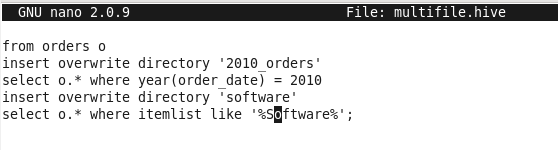 GNU nano 2.0.9 File: multifile.hive
from orders o
insert overwrite directory '2010_orders'
select o.* where year(order_date) = 2010
insert overwrite directory 'software'
select o.* where itemlist like '%Software%';